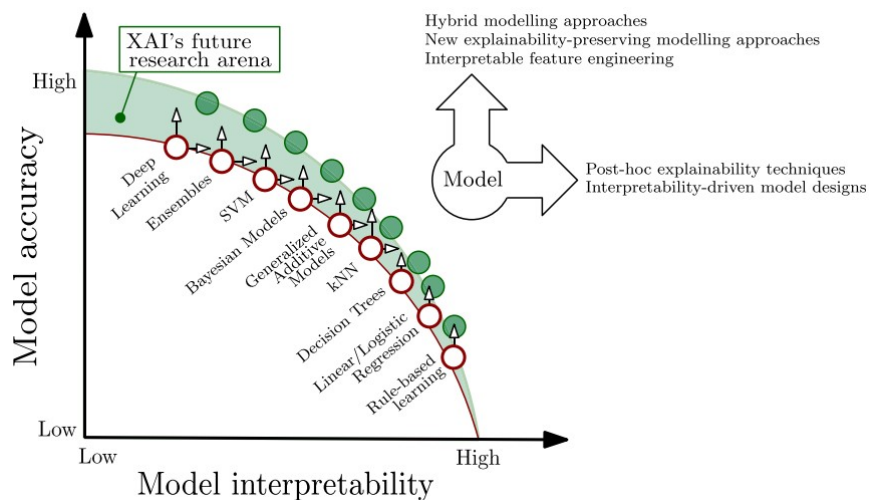 Hybrid modelling approaches
New explainability-preserving modelling approaches
Interpretable feature engineering
XAI's future
research arena
High
Model accuracy
Deep
Learning
Ensembles
SVM
Bayesian Models
Generalized
Additive
Models
kNN
Decision Trees
Linear/Logistic
Regression
Rule-based
learning
Model
Post-hoc explainability techniques
Interpretability-driven model designs
Low
Low
High
Model interpretability